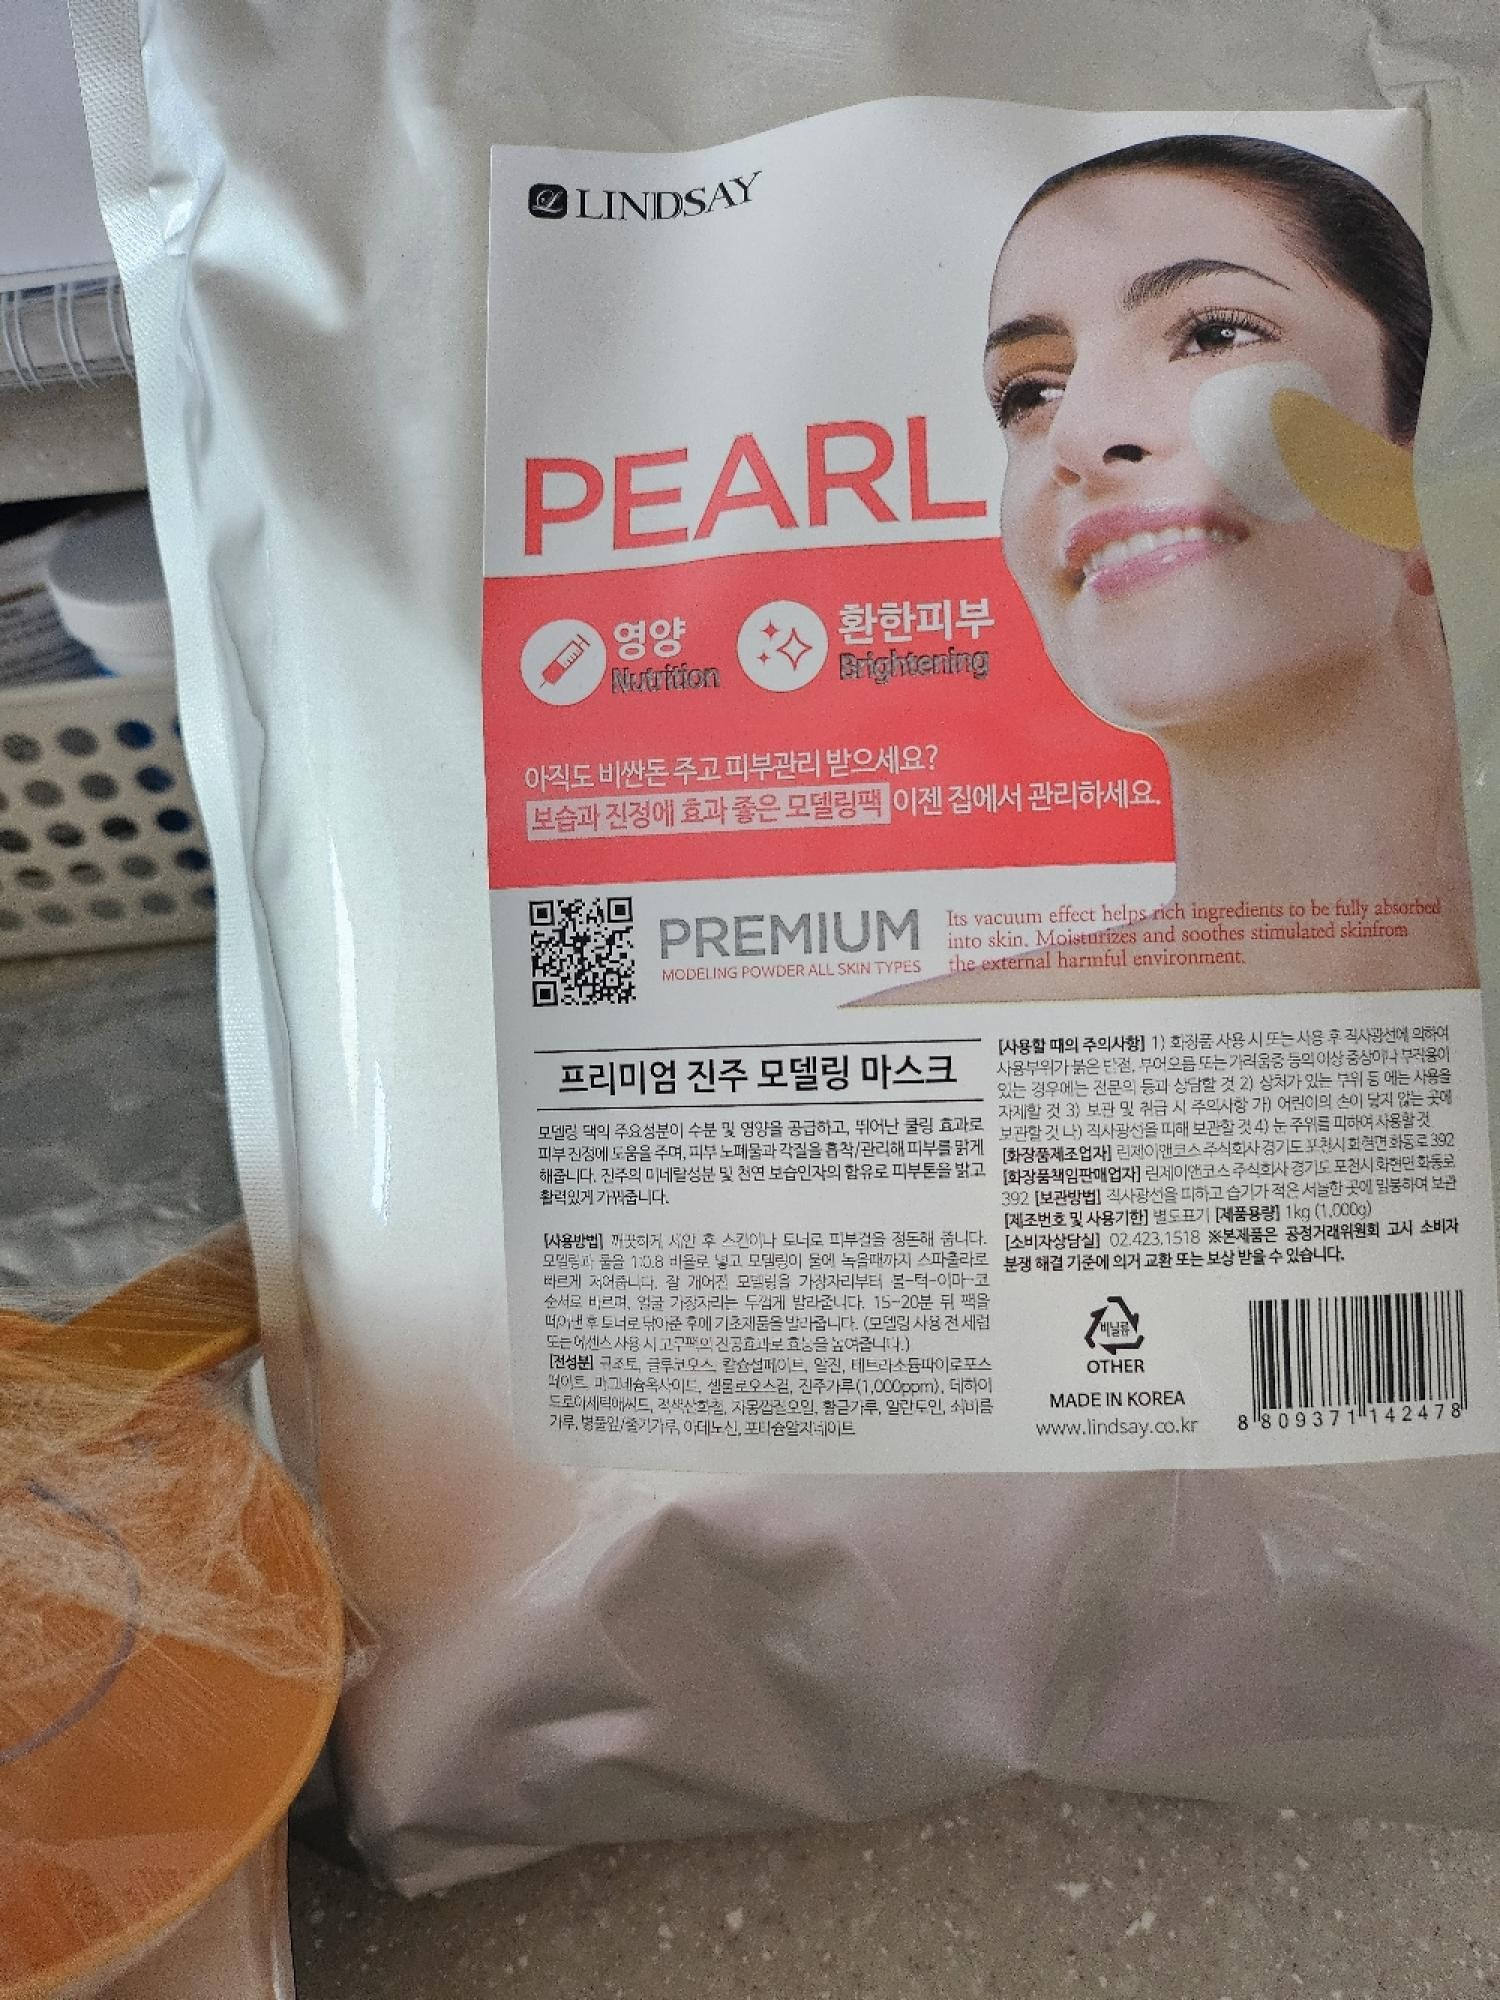 LINDSAY
PEARL
영양
Nutrition
환한피부
Brightening
아직도 비싼돈 주고 피부관리 받으세요?
보습과 진정에 효과 좋은 모델링팩 이젠 집에서 관리하세요.
PREMIUM
MODELING POWDER ALL SKIN TYPES
Its vacuum effect helps rich ingredients to be fully absorbed
into skin. Moisturizes and soothes stimulated skinfrom
the external harmful environment.
프리미엄 진주 모델링 마스크
모델링 팩의 주요성분이 수분 및 영양을 공급하고, 뛰어난 쿨링 효과로
피부 진정에 도움을 주며, 피부 노폐물과 각질을 흡착/관리해 피부를 맑게
해줍니다. 진주의 미네랄성분 및 천연 보습인자의 함유로 피부톤을 밝고
활력있게 가꿔줍니다.
[사용방법] 깨끗하게 세안 후 스킨이나 토너로 피부결을 정돈해 줍니다.
모델링과 물을 1:0.8 비율로 넣고 모델링이 물에 녹을때까지 스파츌라로
빠르게 저어줍니다. 잘 개어진 모델링을 가장자리부터 볼-턱-이마-코
순서로 바르며, 얼굴 가장자리는 두껍게 발라줍니다. 15~20분 뒤 팩을
떼어낸 후 토너로 닦아준 후에 기초제품을 발라줍니다. (모델링 사용 전 세럼
또는 에센스 사용 시 고무팩의 진공효과로 효능을 높여줍니다.)
[전성분] 규조토, 글루코오스, 칼슘설페이트, 알진, 테트라소듐파이로포스
페이트, 마그네슘옥사이드, 셀룰로오스검, 진주가루(1,000ppm), 데하이
드로아세틱애씨드, 적색산화철, 자몽껍질오일, 황금가루, 알란토인, 쇠비름
가루, 병풀잎/줄기가루, 아데노신, 포타슘알지네이트
[사용할 때의 주의사항] 1) 화장품 사용 시 또는 사용 후 직사광선에 의하여
사용부위가 붉은 반점, 부어오름 또는 가려움증 등의 이상 증상이나 부작용이
있는 경우에는 전문의 등과 상담할 것 2) 상처가 있는 부위 등 에는 사용을
자제할 것 3) 보관 및 취급 시 주의사항 가) 어린이의 손이 닿지 않는 곳에
보관할 것 나) 직사광선을 피해 보관할 것 4) 눈 주위를 피하여 사용할 것
[화장품제조업자] 린제이앤코스 주식회사 경기도 포천시 화현면 화동로 392
[화장품책임판매업자] 린제이앤코스 주식회사 경기도 포천시 화현면 화동로
392 [보관방법] 직사광선을 피하고 습기가 적은 서늘한 곳에 밀봉하여 보관
[제조번호 및 사용기한] 별도표기 [제품용량] 1kg (1,000g)
[소비자상담실] 02.423.1518 ※본제품은 공정거래위원회 고시 소비자
분쟁 해결 기준에 의거 교환 또는 보상 받을 수 있습니다.
비닐류
OTHER
MADE IN KOREA
www.lindsay.co.kr
8 809371 142478